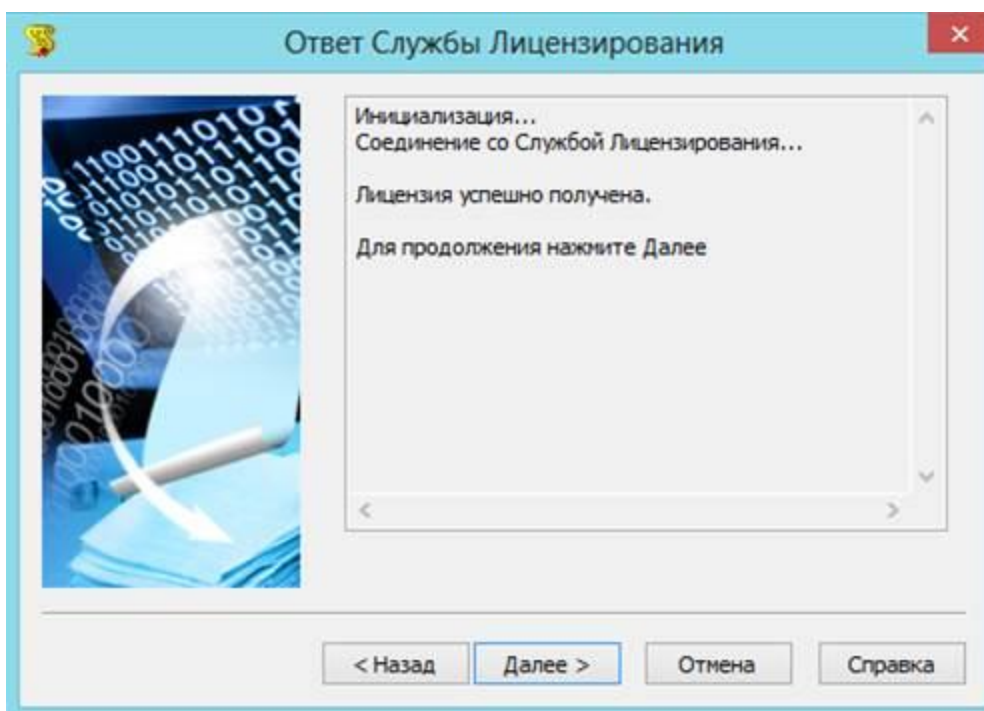 Ответ Службы Лицензирования
Инициализация...
Соединение со Службой Лицензирования...
Лицензия успешно получена.
Для продолжения нажмите Далее
< Назад
Далее >
Отмена
Справка